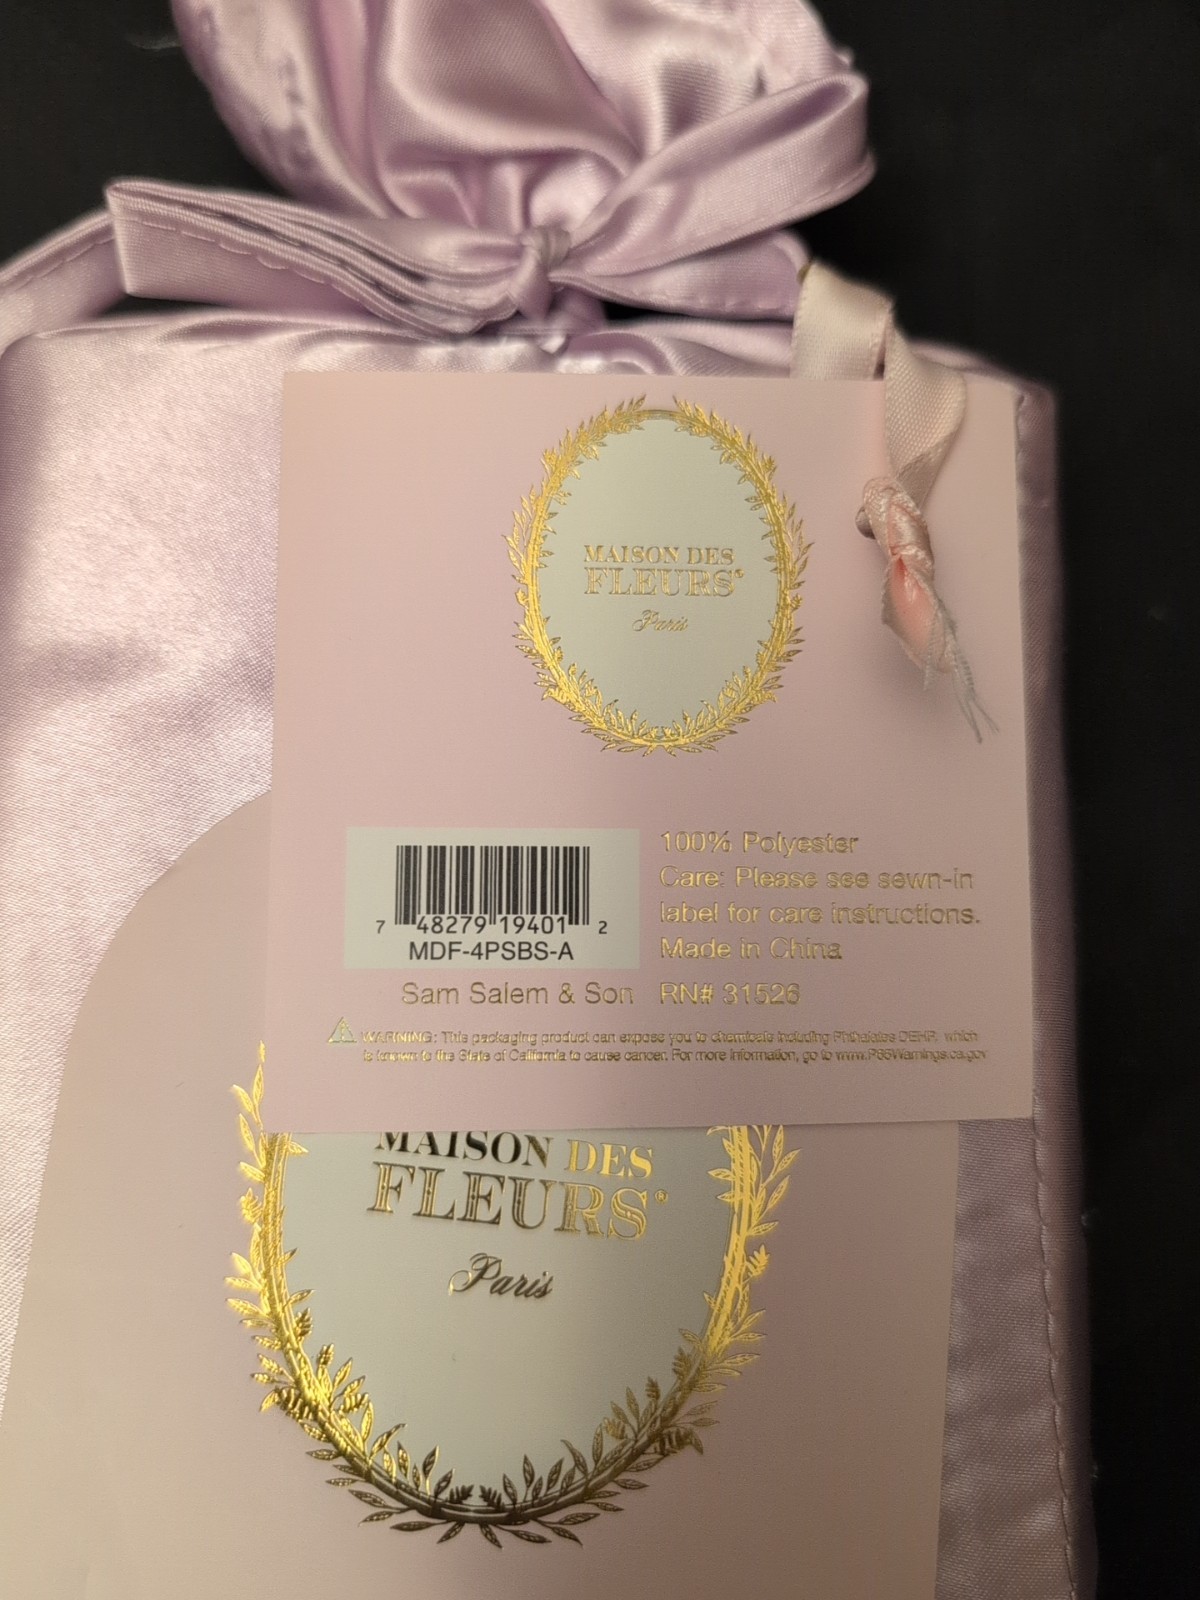 MAISON DES
FLEURS®
Paris
7 48279 19401 2
MDF-4PSBS-A
100% Polyester
Care: Please see sewn-in
label for care instructions.
Made in China
Sam Salem & Son RN# 31526
WARNING: This packaging product can expose you to chemicals including Phthalates DEHP, which
is known to the State of California to cause cancer. For more information, go to www.P65Warnings.ca.gov
MAISON DES
FLEURS®
Paris